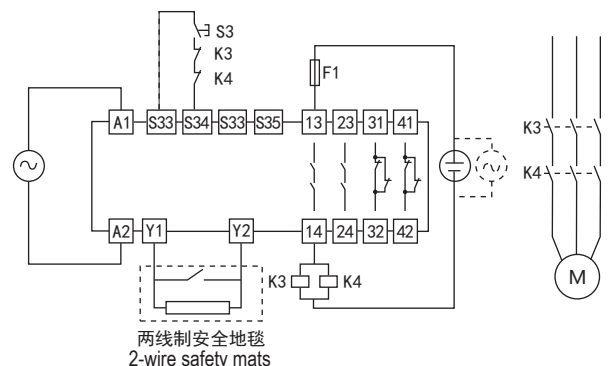 S3
K3
K4
F1
A1 S33 S34 S33 S35 13 23 31 41
K3
K4
A2 Y1 Y2 14 24 32 42
K3 K4
M
两线制安全地毯
2-wire safety mats